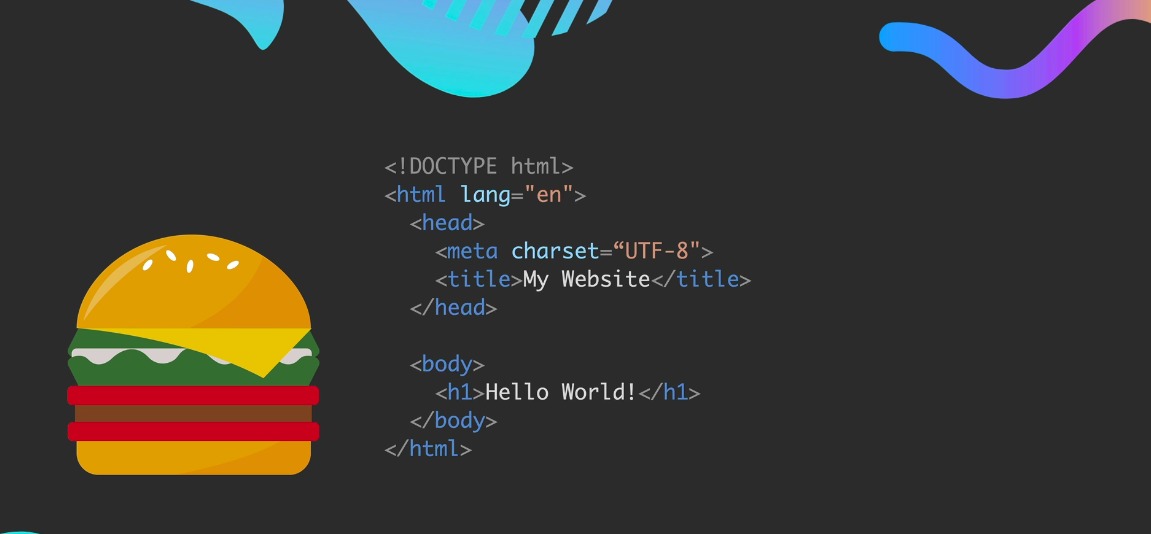 <!DOCTYPE html>
<html lang="en">
<head>
<meta charset=“UTF-8">
<title>My Website</title>
</head>
<body>
<h1>Hello World!</h1>
</body>
</html>